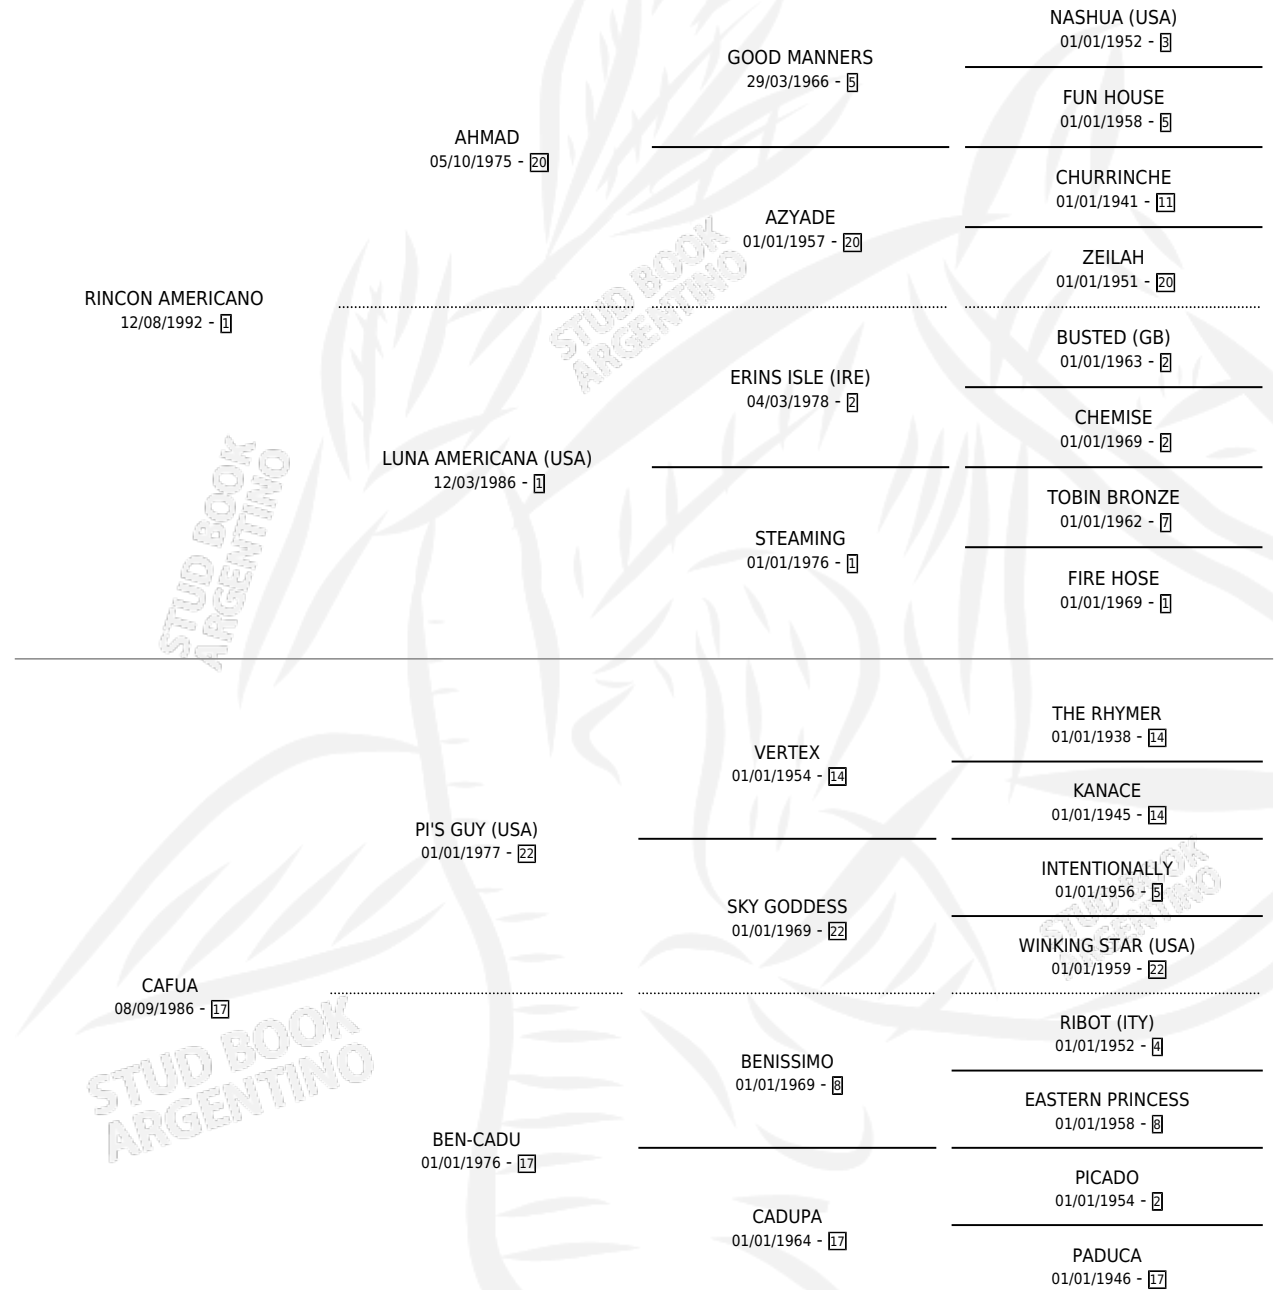 NASHUA (USA)
01/01/1952 - 3
GOOD MANNERS
29/03/1966 - 5
FUN HOUSE
01/01/1958 - 5
AHMAD
05/10/1975 - 20
CHURRINCHE
01/01/1941 - 11
AZYADE
01/01/1957 - 20
ZEILAH
01/01/1951 - 20
RINCON AMERICANO
12/08/1992 - 1
STUD BOOK
ARGENTINO
BUSTED (GB)
01/01/1963 - 2
ERINS ISLE (IRE)
04/03/1978 - 2
CHEMISE
01/01/1969 - 2
LUNA AMERICANA (USA)
12/03/1986 - 1
TOBIN BRONZE
01/01/1962 - 7
STEAMING
01/01/1976 - 1
FIRE HOSE
01/01/1969 - 1
STUD BOOK
ARGENTINO
THE RHYMER
01/01/1938 - 14
VERTEX
01/01/1954 - 14
KANACE
01/01/1945 - 14
PI'S GUY (USA)
01/01/1977 - 22
INTENTIONALLY
01/01/1956 - 5
SKY GODDESS
01/01/1969 - 22
WINKING STAR (USA)
01/01/1959 - 22
STUD BOOK
ARGENTINO
CAFUA
08/09/1986 - 17
RIBOT (ITY)
01/01/1952 - 4
BENISSIMO
01/01/1969 - 8
EASTERN PRINCESS
01/01/1958 - 8
STUD BOOK
ARGENTINO
BEN-CADU
01/01/1976 - 17
PICADO
01/01/1954 - 2
CADUPA
01/01/1964 - 17
PADUCA
01/01/1946 - 17